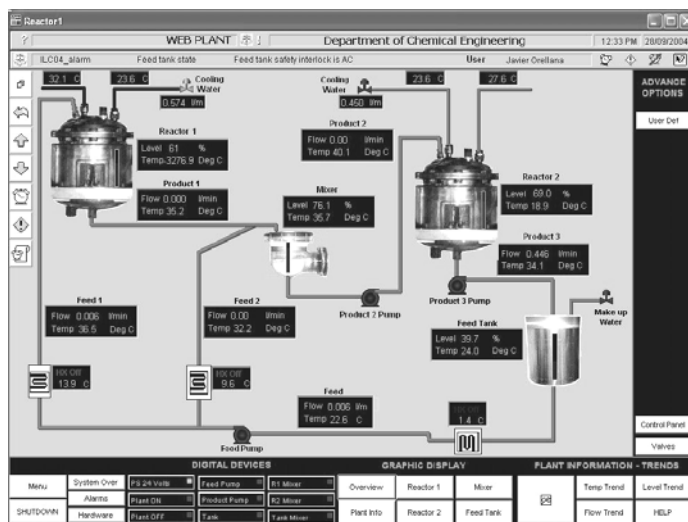 Reactor1
WEB PLANT
Department of Chemical Engineering
12:33 PM 28/09/2004
ILC04_alarm Feed tank state Feed tank safety interlock is AC User Javier Orellana
ADVANCE
OPTIONS
User Def
32.1 C 23.6 C
Cooling
Water
0.574 l/m
Cooling
Water
23.6 C 27.6 C
0.460 l/m
Reactor 1
Level 61 %
Temp-3276.9 Deg C
Product 1
Flow 0.000 l/min
Temp 35.2 Deg C
Product 2
Flow 0.00 l/min
Temp 40.1 Deg C
Mixer
Level 76.1 %
Temp 35.7 Deg C
Reactor 2
Level 69.0 %
Temp 18.9 Deg C
Product 3
Flow 0.446 l/min
Temp 34.1 Deg C
Product 2 Pump
Product 3 Pump
Feed 1
Flow 0.006 l/min
Temp 36.5 Deg C
Feed 2
Flow 0.00 l/min
Temp 32.2 Deg C
Feed Tank
Level 39.7 %
Temp 24.0 Deg C
Make up
Water
HX Off
13.9 C
HX Off
9.6 C
Feed
Flow 0.006 l/m
Temp 22.6 C
HX Off
1.4 C
Feed Pump
Control Panel
Valves
DIGITAL DEVICES GRAPHIC DISPLAY PLANT INFORMATION - TRENDS
Menu System Over PS 24 Volts Feed Pump R1 Mixer Overview Reactor 1 Mixer Temp Trend Level Trend
Alarms Plant ON Product Pump R2 Mixer
SHUTDOWN Hardware Plant OFF Tank Tank Mixer Plant Info Reactor 2 Feed Tank Flow Trend HELP